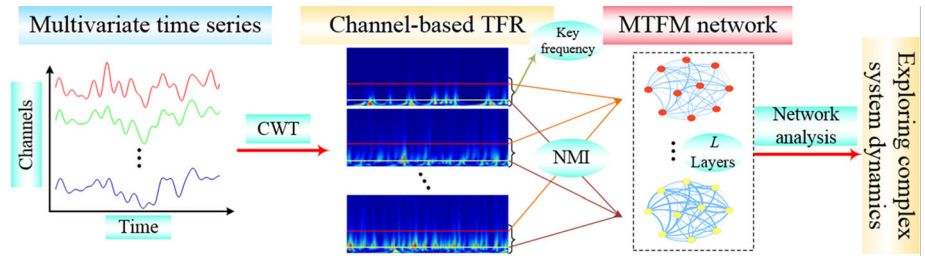 Multivariate time series
Channels
Time
CWT
Channel-based TFR
Key
frequency
NMI
MTFM network
L
Layers
Network
analysis
Exploring complex
system dynamics